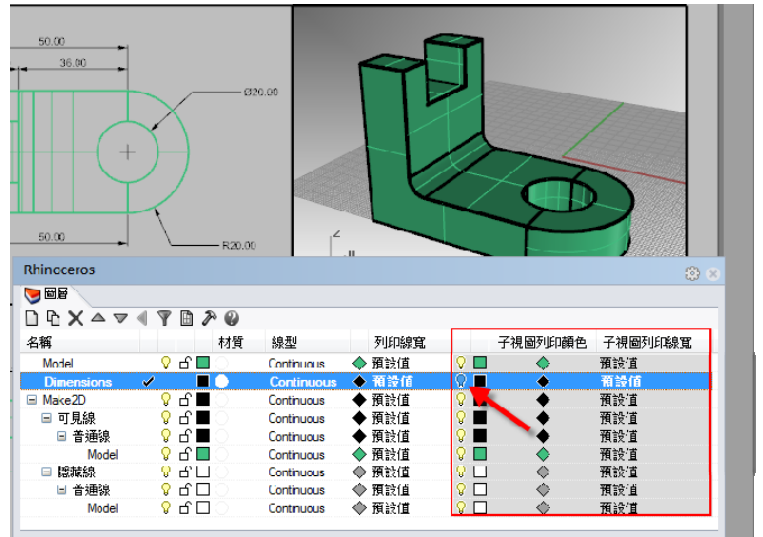 50.00
36.00
Ø20.00
50.00
R20.00
Z
Rhinoceros
圖層
名稱 材質 線型 列印線寬 子視圖列印顏色 子視圖列印線寬
Model Continuous 預設值 預設值
Dimensions Continuous 預設值 預設值
Make2D Continuous 預設值 預設值
可見線 Continuous 預設值 預設值
普通線 Continuous 預設值 預設值
Model Continuous 預設值 預設值
隱藏線 Continuous 預設值 預設值
普通線 Continuous 預設值 預設值
Model Continuous 預設值 預設值